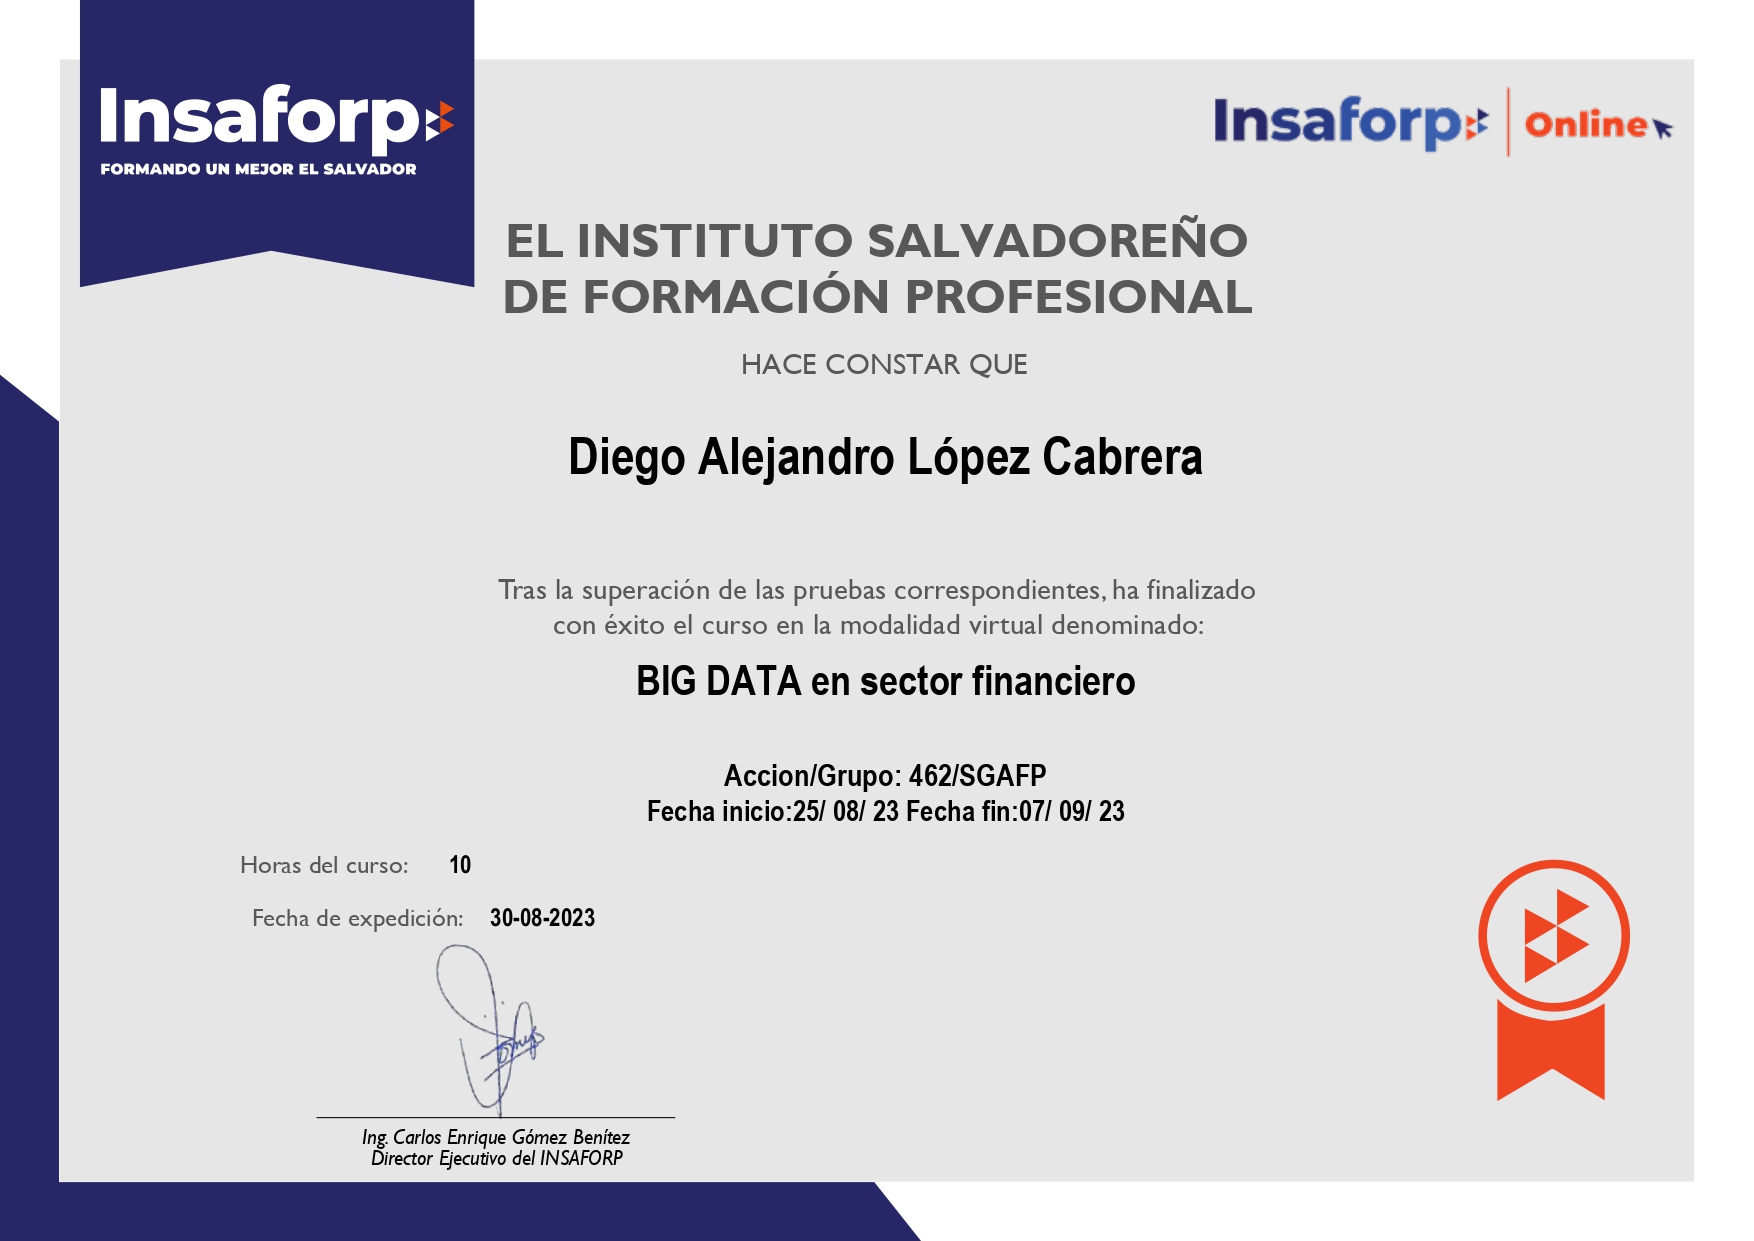 Insaforp
FORMANDO UN MEJOR EL SALVADOR
Insaforp Online
EL INSTITUTO SALVADOREÑO
DE FORMACIÓN PROFESIONAL
HACE CONSTAR QUE
Diego Alejandro López Cabrera
Tras la superación de las pruebas correspondientes, ha finalizado
con éxito el curso en la modalidad virtual denominado:
BIG DATA en sector financiero
Accion/Grupo: 462/SGAFP
Fecha inicio:25/ 08/ 23 Fecha fin:07/ 09/ 23
Horas del curso: 10
Fecha de expedición: 30-08-2023
Ing. Carlos Enrique Gómez Benítez
Director Ejecutivo del INSAFORP